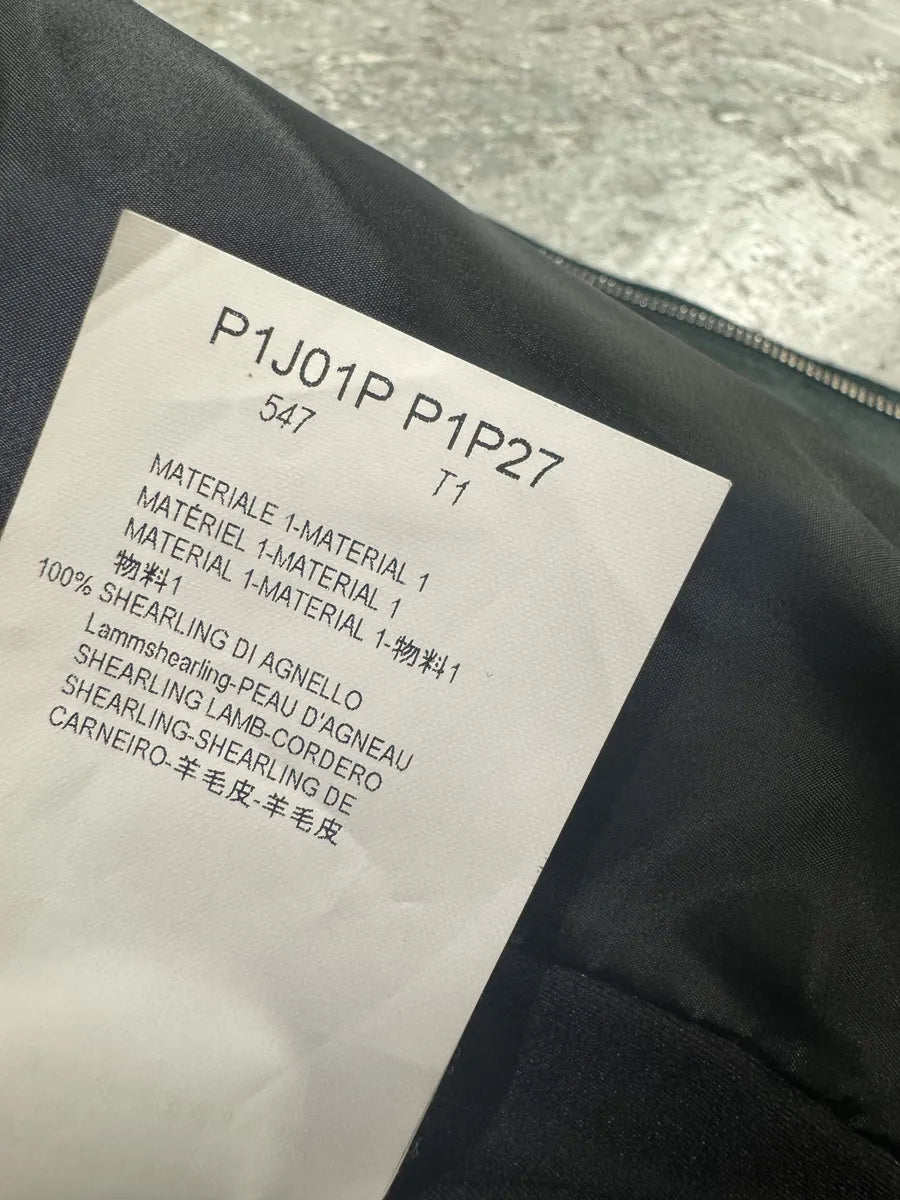 P1J01P P1P27
547 T1
MATERIALE 1-MATERIAL 1
MATÉRIEL 1-MATERIAL 1
MATERIAL 1-MATERIAL 1-物料1
物料1
100% SHEARLING DI AGNELLO
Lammshearling-PEAU D'AGNEAU
SHEARLING LAMB-CORDERO
SHEARLING-SHEARLING DE
CARNEIRO-羊毛皮-羊毛皮